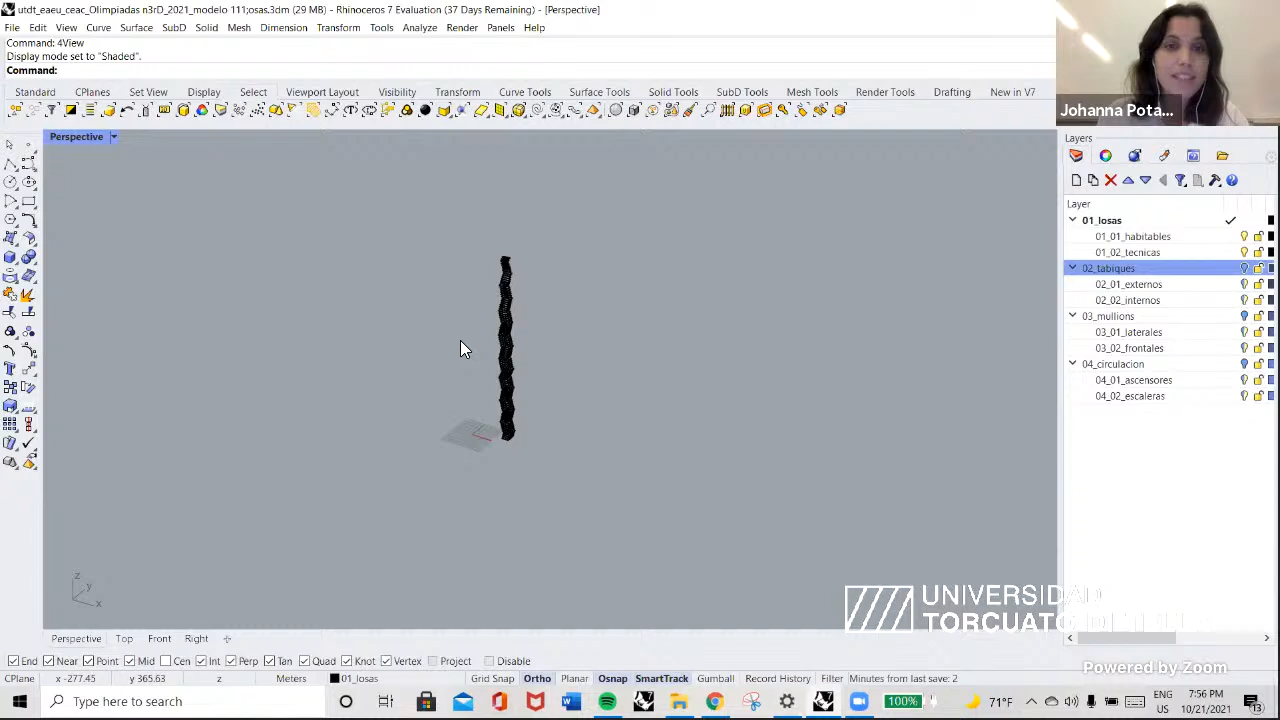 utdt_eaeu_ceac_Olimpiadas n3rD_2021_modelo 111;osas.3dm (29 MB) - Rhinoceros 7 Evaluation (37 Days Remaining) - [Perspective]
File Edit View Curve Surface SubD Solid Mesh Dimension Transform Tools Analyze Render Panels Help
Command: 4View
Display mode set to "Shaded".
Command:
Standard CPlanes Set View Display Select Viewport Layout Visibility Transform Curve Tools Surface Tools Solid Tools SubD Tools Mesh Tools Render Tools Drafting New in V7
Johanna Pota...
Perspective
Layers
Layer
01_losas
01_01_habitables
01_02_tecnicas
02_tabiques
02_01_externos
02_02_internos
03_mullions
03_01_laterales
03_02_frontales
04_circulacion
04_01_ascensores
04_02_escaleras
z
y
x
UNIVERSIDAD
TORCUATO DI TELLA
Perspective Top Front Right
End Near Point Mid Cen Int Perp Tan Quad Knot Vertex Project Disable
Powered by Zoom
CPlane x -277.45 y 365.63 z Meters 01_losas Grid Snap Ortho Planar Osnap SmartTrack Gumball Record History Filter Minutes from last save: 2
Type here to search
100%
71°F
ENG
US
7:56 PM
10/21/2021
13